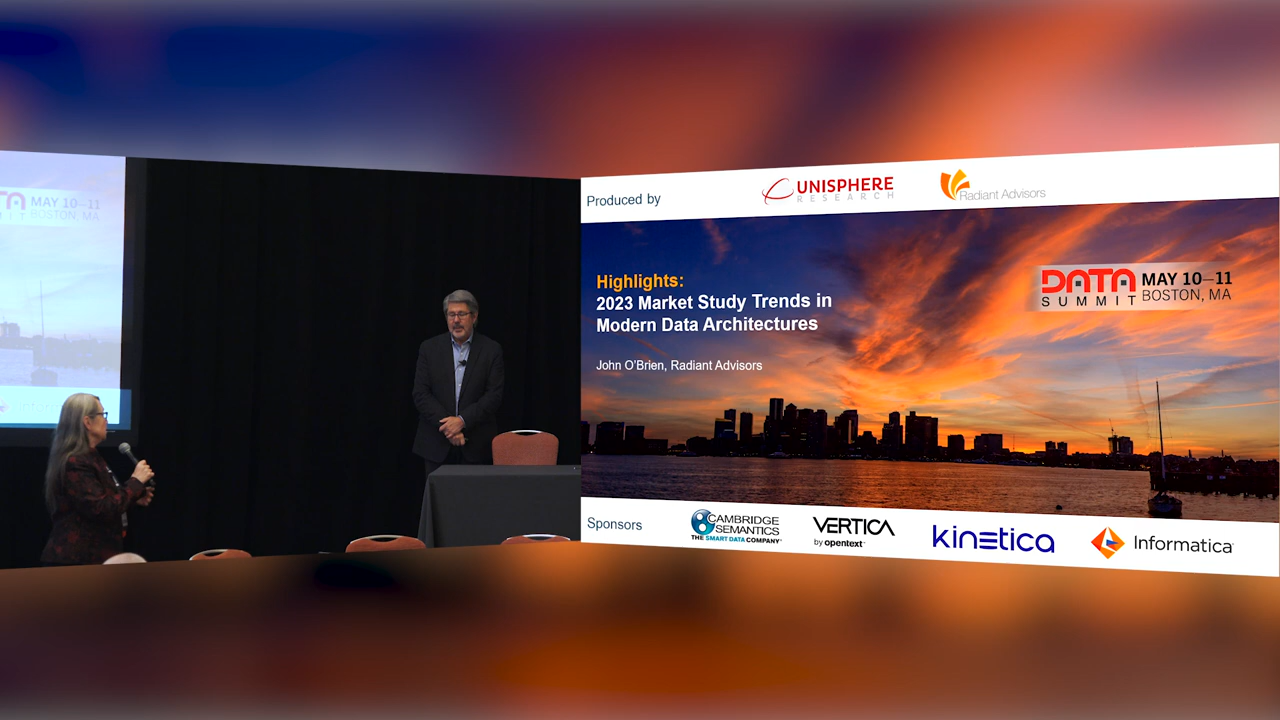 TA MAY 10–11
MMIT BOSTON, MA
Produced by
UNISPHERE
RESEARCH
Radiant Advisors
Highlights:
2023 Market Study Trends in
Modern Data Architectures
John O'Brien, Radiant Advisors
DATA
SUMMIT
MAY 10–11
BOSTON, MA
Sponsors
CAMBRIDGE
SEMANTICS
THE SMART DATA COMPANY
VERTICA
by opentext
kinetica
Informatica